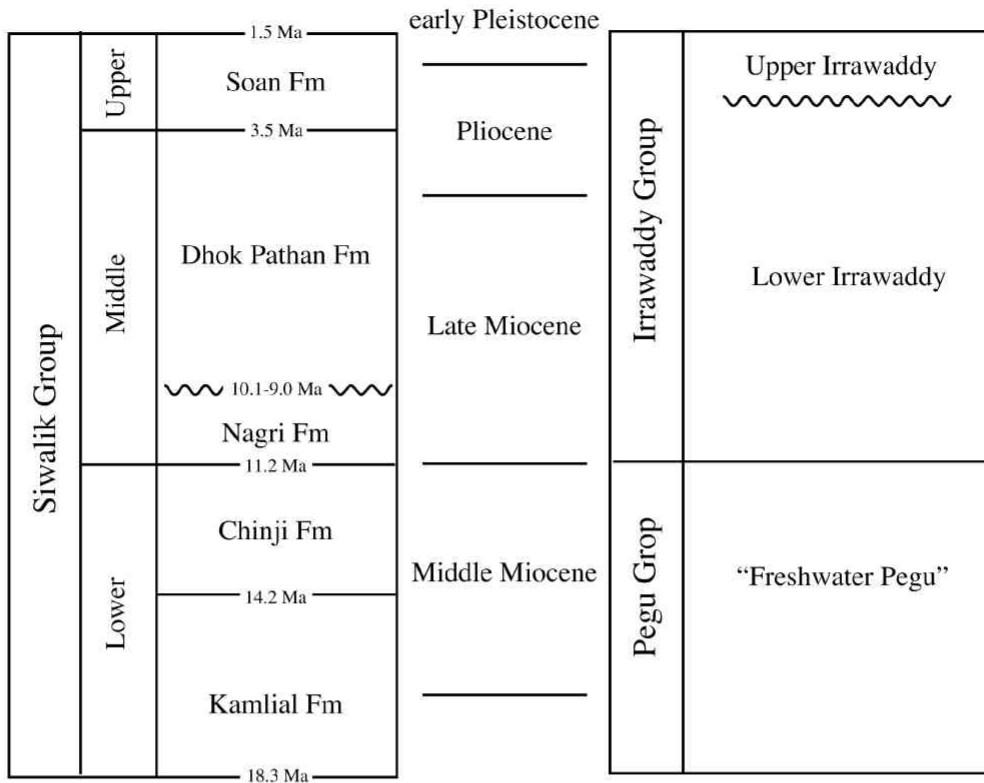 Siwalik Group
Upper
Middle
Lower
1.5 Ma
Soan Fm
3.5 Ma
Dhok Pathan Fm
10.1-9.0 Ma
Nagri Fm
11.2 Ma
Chinji Fm
14.2 Ma
Kamlial Fm
18.3 Ma
early Pleistocene
Pliocene
Late Miocene
Middle Miocene
Irrawaddy Group
Pegu Grop
Upper Irrawaddy
Lower Irrawaddy
“Freshwater Pegu”